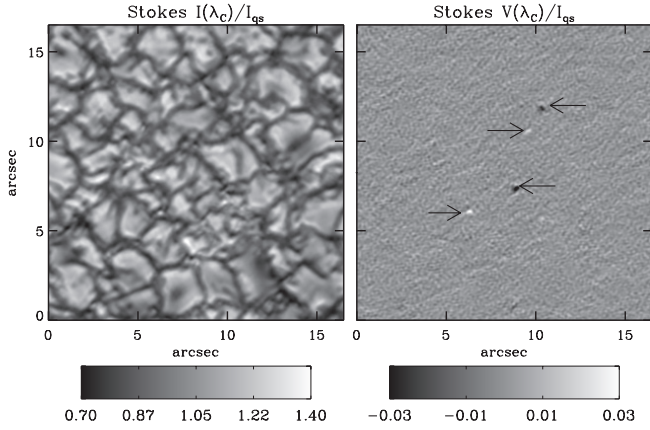 Stokes I(λC)/Iqs
Stokes V(λC)/Iqs
15
10
5
0
arcsec
0 5 10 15
0 5 10 15
arcsec
arcsec
0.70 0.87 1.05 1.22 1.40
−0.03 −0.01 0.01 0.03